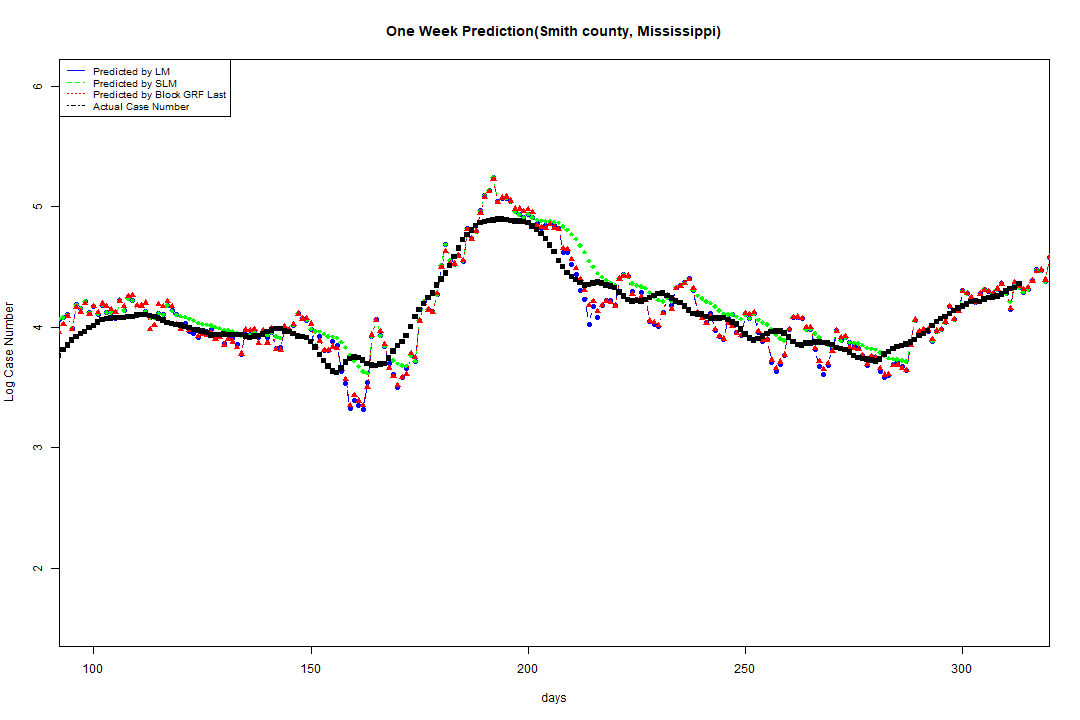 One Week Prediction(Smith county, Mississippi)
Predicted by LM
Predicted by SLM
Predicted by Block GRF Last
Actual Case Number
6
5
4
3
2
Log Case Number
100 150 200 250 300
days